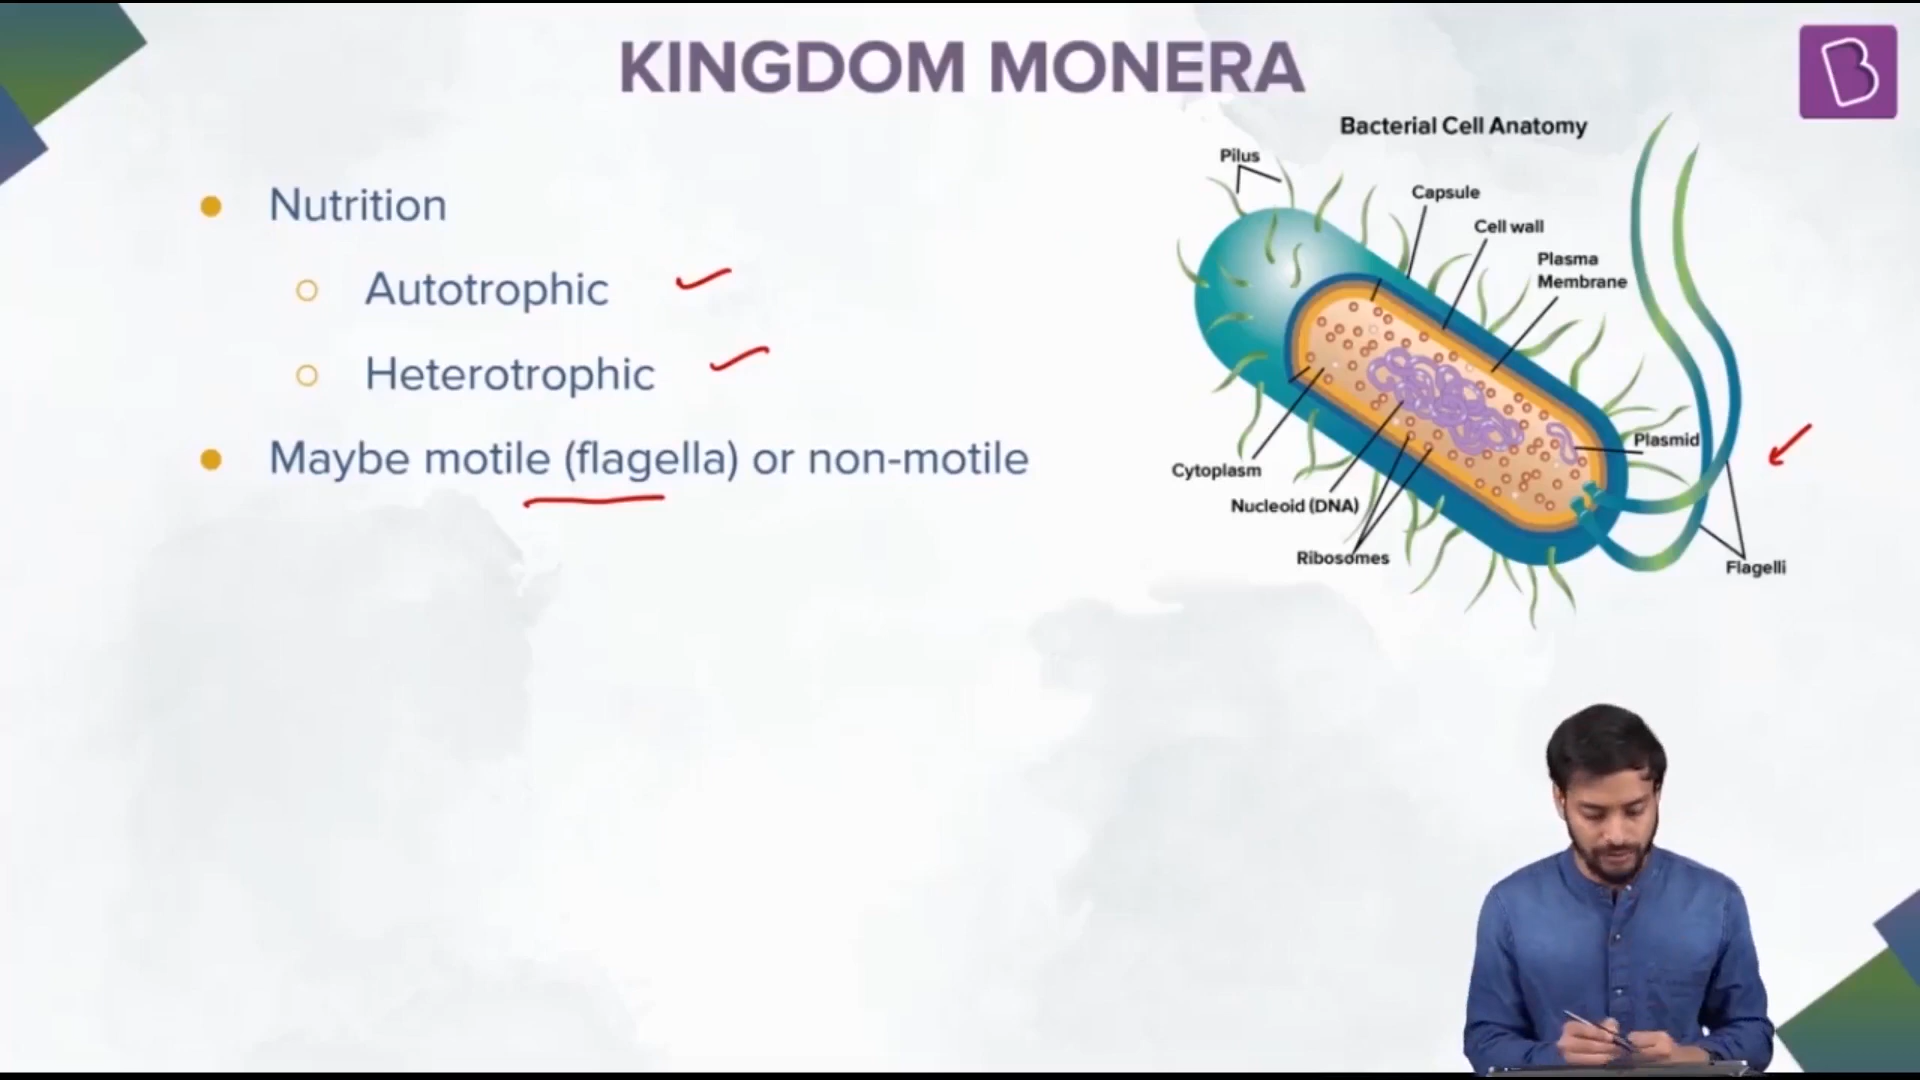 KINGDOM MONERA
B
Nutrition
Autotrophic
Heterotrophic
Maybe motile (flagella) or non-motile
Bacterial Cell Anatomy
Pilus
Capsule
Cell wall
Plasma
Membrane
Plasmid
Cytoplasm
Nucleoid (DNA)
Ribosomes
Flagelli